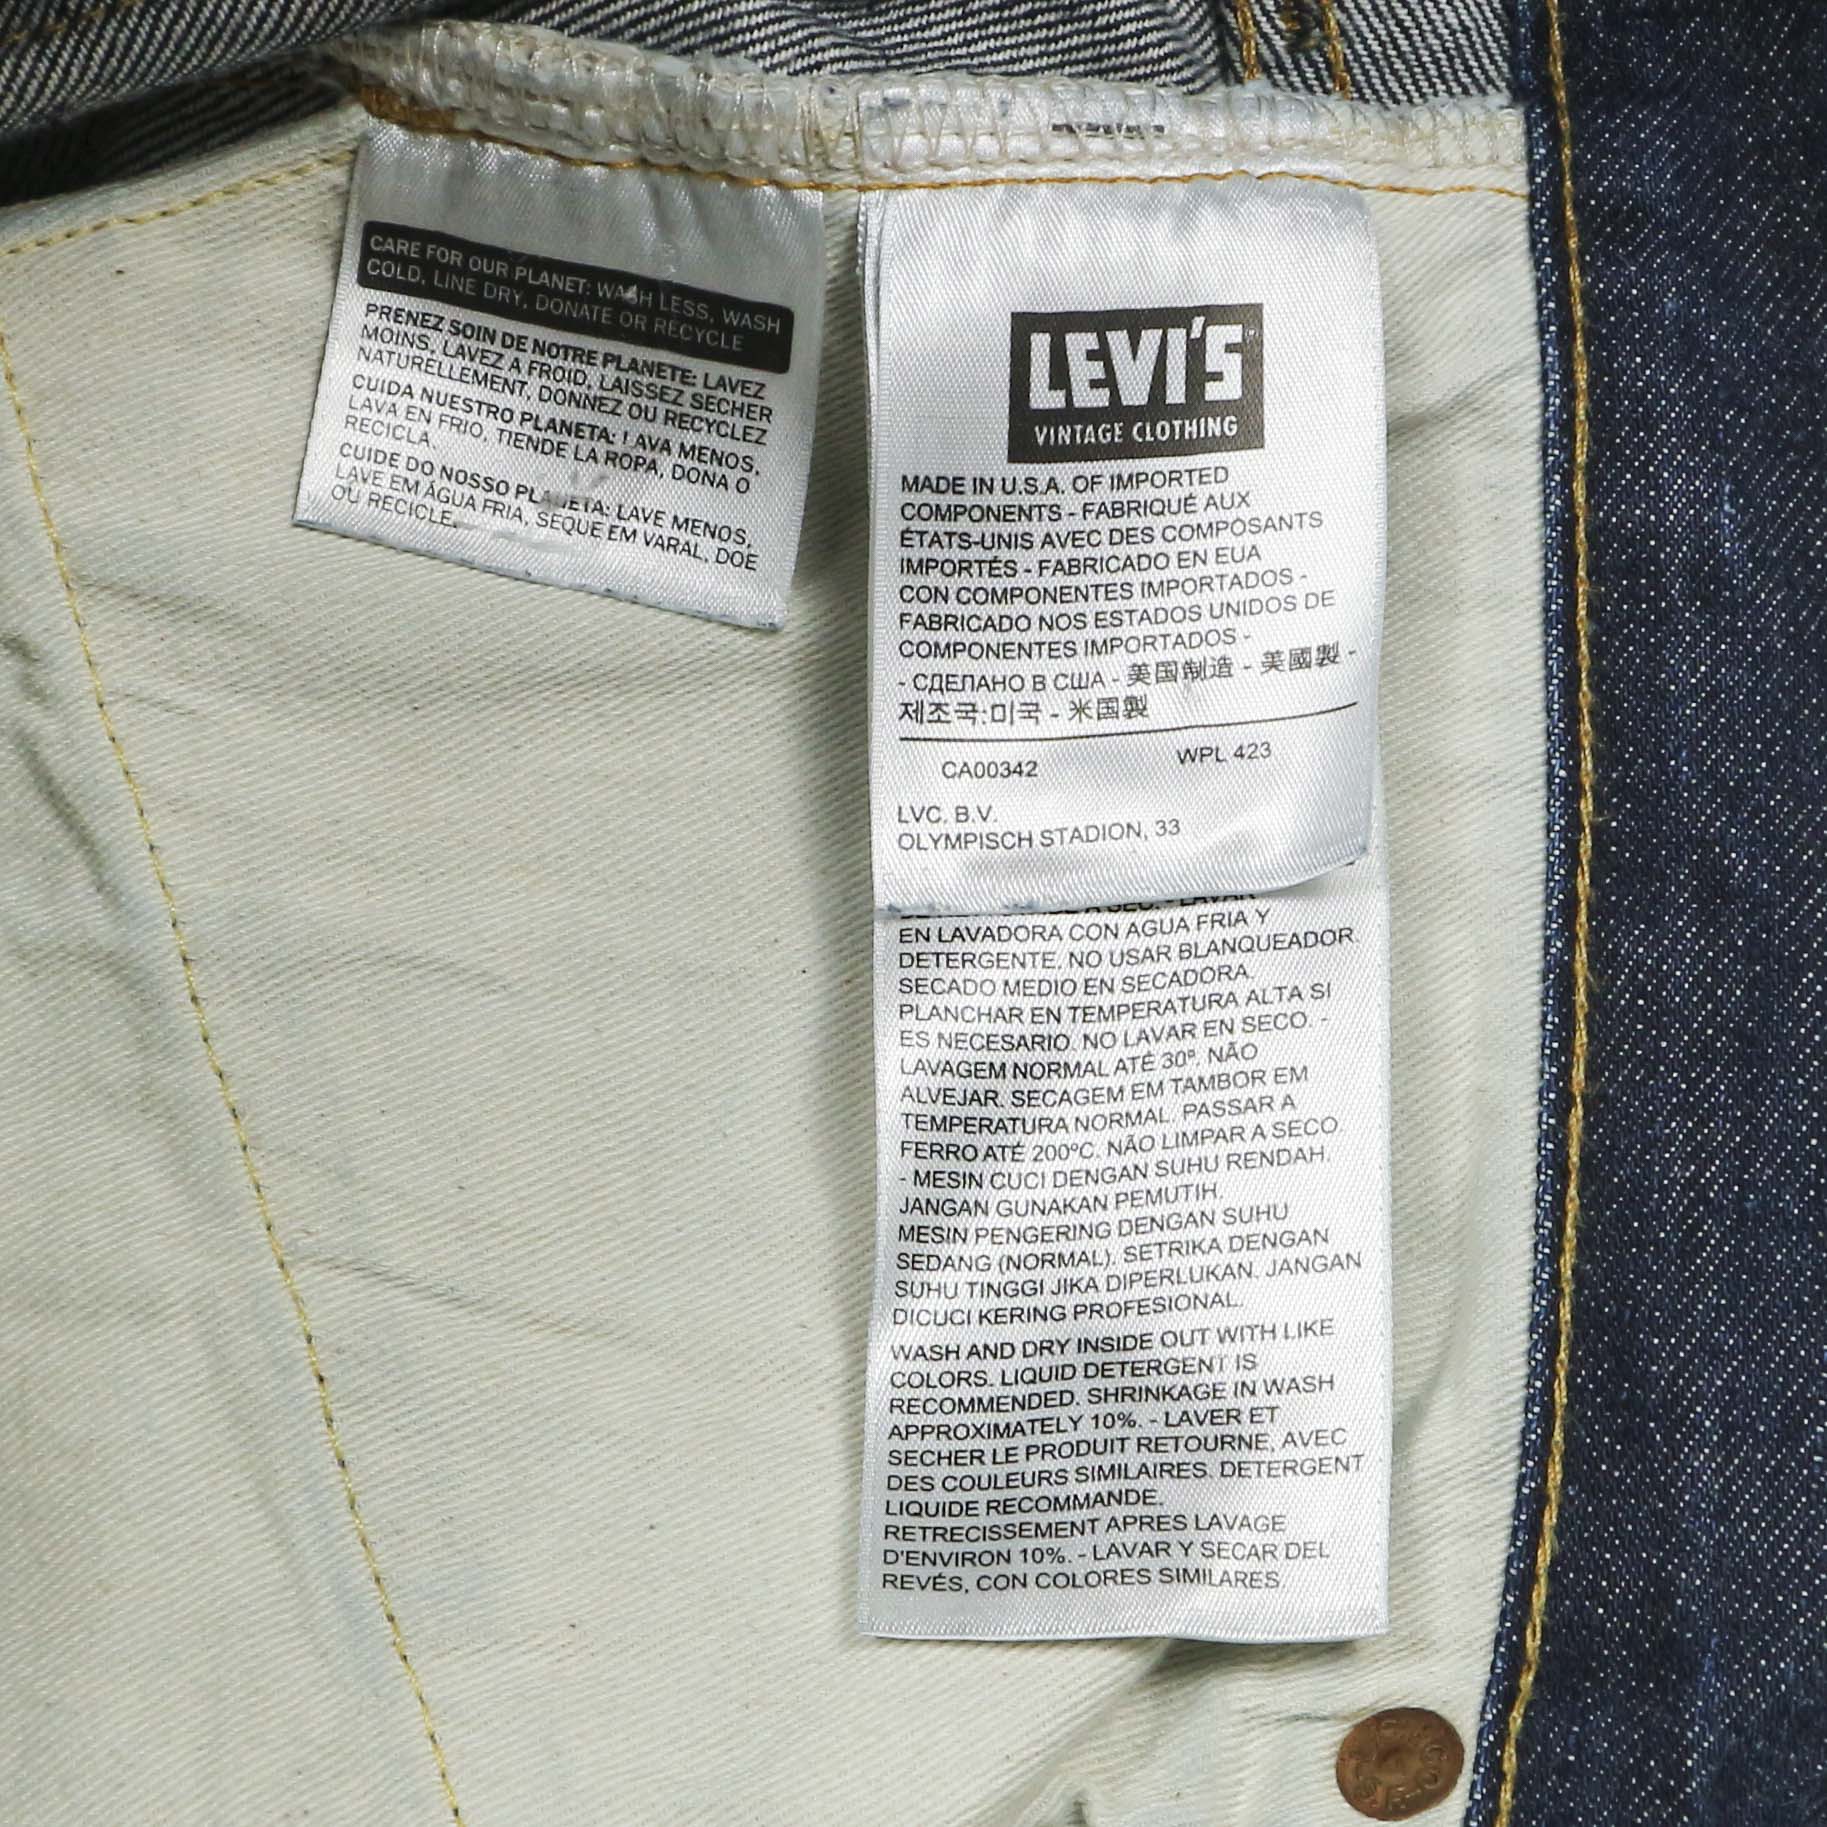 CARE FOR OUR PLANET: WASH LESS, WASH
COLD, LINE DRY, DONATE OR RECYCLE
PRENEZ SOIN DE NOTRE PLANETE: LAVEZ
MOINS, LAVEZ A FROID, LAISSEZ SECHER
NATURELLEMENT, DONNEZ OU RECYCLEZ
CUIDA NUESTRO PLANETA: LAVA MENOS,
LAVA EN FRIO, TIENDE LA ROPA, DONA O
RECICLA.
CUIDE DO NOSSO PLANETA: LAVE MENOS,
LAVE EM ÁGUA FRIA, SEQUE EM VARAL, DOE
OU RECICLE.
LEVI'S
VINTAGE CLOTHING
MADE IN U.S.A. OF IMPORTED
COMPONENTS - FABRIQUÉ AUX
ÉTATS-UNIS AVEC DES COMPOSANTS
IMPORTÉS - FABRICADO EN EUA
CON COMPONENTES IMPORTADOS -
FABRICADO NOS ESTADOS UNIDOS DE
COMPONENTES IMPORTADOS -
- СДЕЛАНО В США - 美国制造 - 美國製 -
제조국:미국 - 米国製
CA00342 WPL 423
LVC. B.V.
OLYMPISCH STADION, 33
A SEC. - LAVAR
EN LAVADORA CON AGUA FRIA Y
DETERGENTE. NO USAR BLANQUEADOR.
SECADO MEDIO EN SECADORA.
PLANCHAR EN TEMPERATURA ALTA SI
ES NECESARIO. NO LAVAR EN SECO. -
LAVAGEM NORMAL ATÉ 30º. NÃO
ALVEJAR. SECAGEM EM TAMBOR EM
TEMPERATURA NORMAL. PASSAR A
FERRO ATÉ 200ºC. NÃO LIMPAR A SECO
- MESIN CUCI DENGAN SUHU RENDAH.
JANGAN GUNAKAN PEMUTIH.
MESIN PENGERING DENGAN SUHU
SEDANG (NORMAL). SETRIKA DENGAN
SUHU TINGGI JIKA DIPERLUKAN. JANGAN
DICUCI KERING PROFESIONAL.
WASH AND DRY INSIDE OUT WITH LIKE
COLORS. LIQUID DETERGENT IS
RECOMMENDED. SHRINKAGE IN WASH
APPROXIMATELY 10%. - LAVER ET
SECHER LE PRODUIT RETOURNE, AVEC
DES COULEURS SIMILAIRES. DETERGENT
LIQUIDE RECOMMANDE.
RETRECISSEMENT APRES LAVAGE
D'ENVIRON 10%. - LAVAR Y SECAR DEL
REVÉS, CON COLORES SIMILARES.